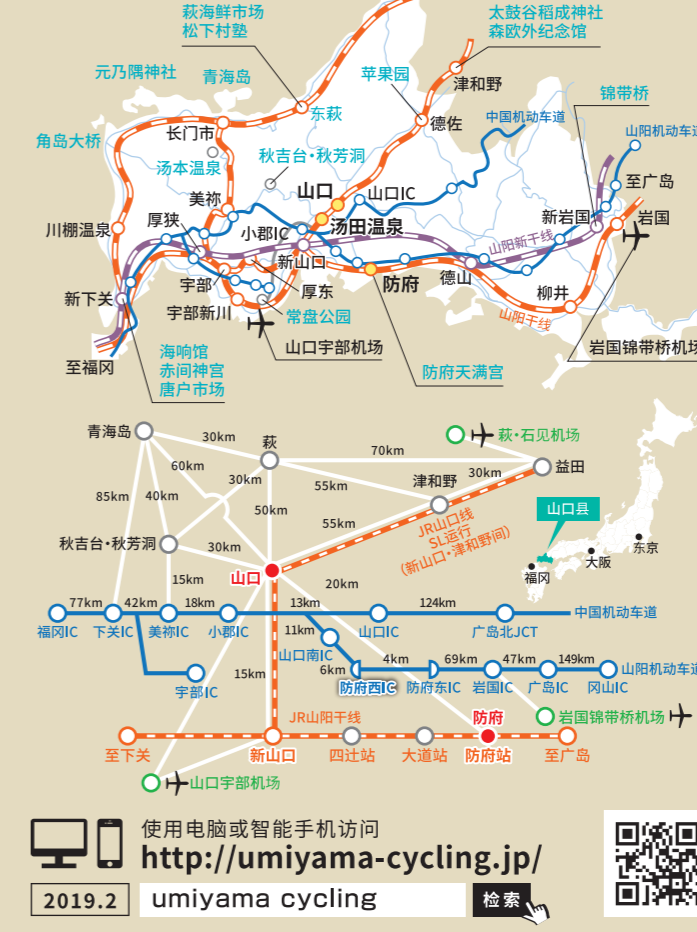 萩海鲜市场
松下村塾
太鼓谷稻成神社
森欧外纪念馆
元乃隅神社
青海岛
苹果园
津和野
锦带桥
角岛大桥
长门市
东萩
德佐
中国机动车道
山阳机动车道
汤本温泉
秋吉台·秋芳洞
至广岛
美祢
山口
山口IC
川棚温泉
厚狭
小郡IC
汤田温泉
新岩国
岩国
山阳新干线
新山口
新下关
宇部
厚东
防府
德山
柳井
宇部新川
常盘公园
山阳干线
至福冈
海响馆
赤间神宫
唐户市场
山口宇部机场
岩国锦带桥机场
防府天满宫
青海岛
30km
萩
70km
萩·石见机场
60km
30km
55km
津和野
30km
益田
85km
40km
50km
55km
JR山口线
SL运行
(新山口·津和野间)
山口县
东京
大阪
福冈
秋吉台·秋芳洞
30km
15km
山口
20km
77km
42km
18km
13km
124km
中国机动车道
福冈IC
下关IC
美祢IC
小郡IC
11km
山口IC
广岛北JCT
山口南IC
15km
6km
4km
69km
47km
149km
山阳机动车道
宇部IC
防府西IC
防府东IC
岩国IC
广岛IC
冈山IC
JR山阳干线
防府
岩国锦带桥机场
至下关
新山口
四辻站
大道站
防府站
至广岛
山口宇部机场
使用电脑或智能手机访问
http://umiyama-cycling.jp/
2019.2
umiyama cycling
检索